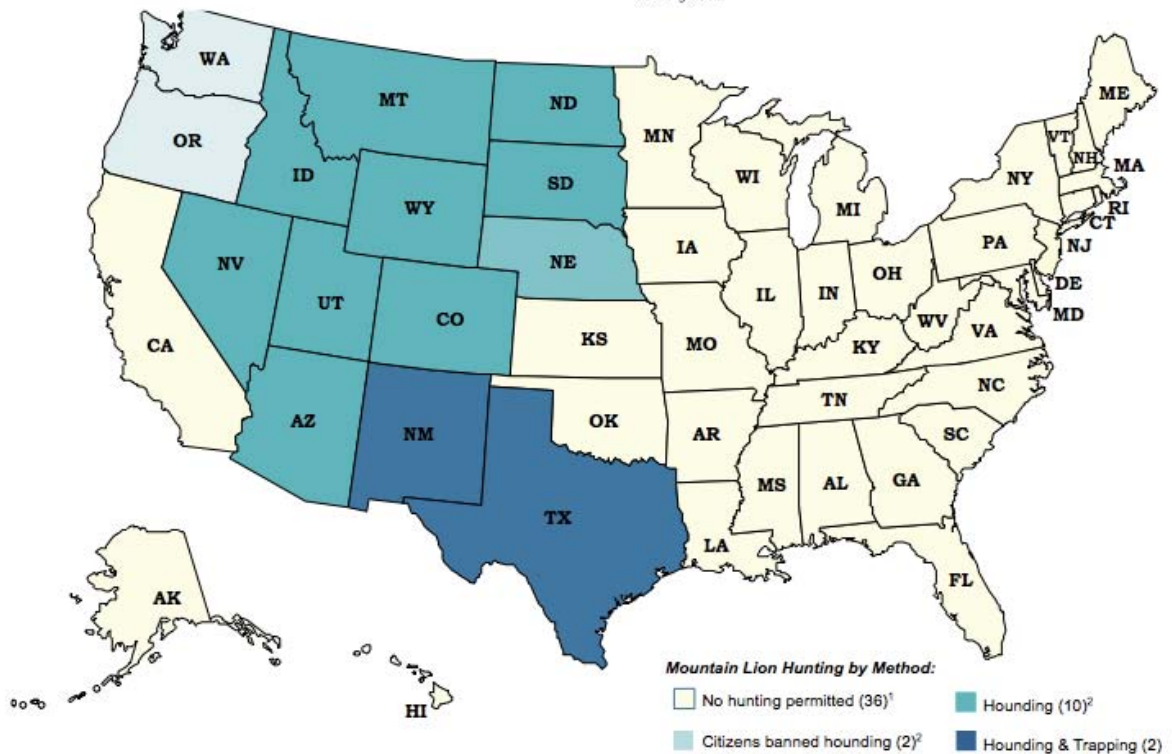 WA
MT
ND
MN
ME
VT
NH
MA
OR
ID
SD
WI
NY
RI
CT
WY
MI
IA
PA
NJ
NE
NV
OH
DE
IL
IN
MD
UT
CO
WV
VA
CA
KS
MO
KY
NC
TN
AZ
NM
OK
AR
SC
MS
AL
GA
TX
LA
FL
AK
HI
Mountain Lion Hunting by Method:
No hunting permitted (36)¹
Hounding (10)²
Citizens banned hounding (2)²
Hounding & Trapping (2)